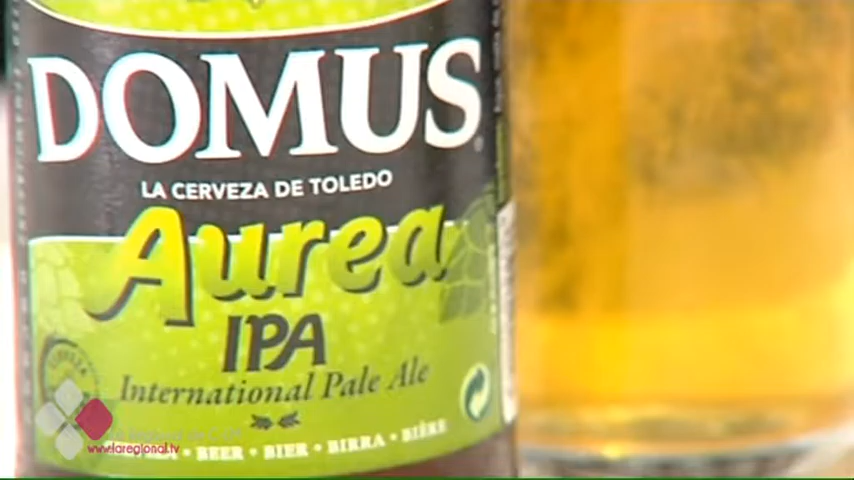 DOMUS
LA CERVEZA DE TOLEDO
Aurea
IPA
International Pale Ale
BEER • BIER • BIRRA • BIÈRE
www.laregional.tv